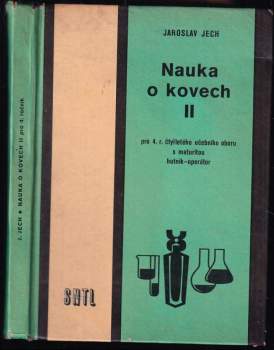 JAROSLAV JECH
Nauka
o kovech
II
pro 4. r. čtyřletého učebního oboru
s maturitou
hutník-operátor
SNTL
J. JECH ● NAUKA O KOVECH II pro 4. ročník